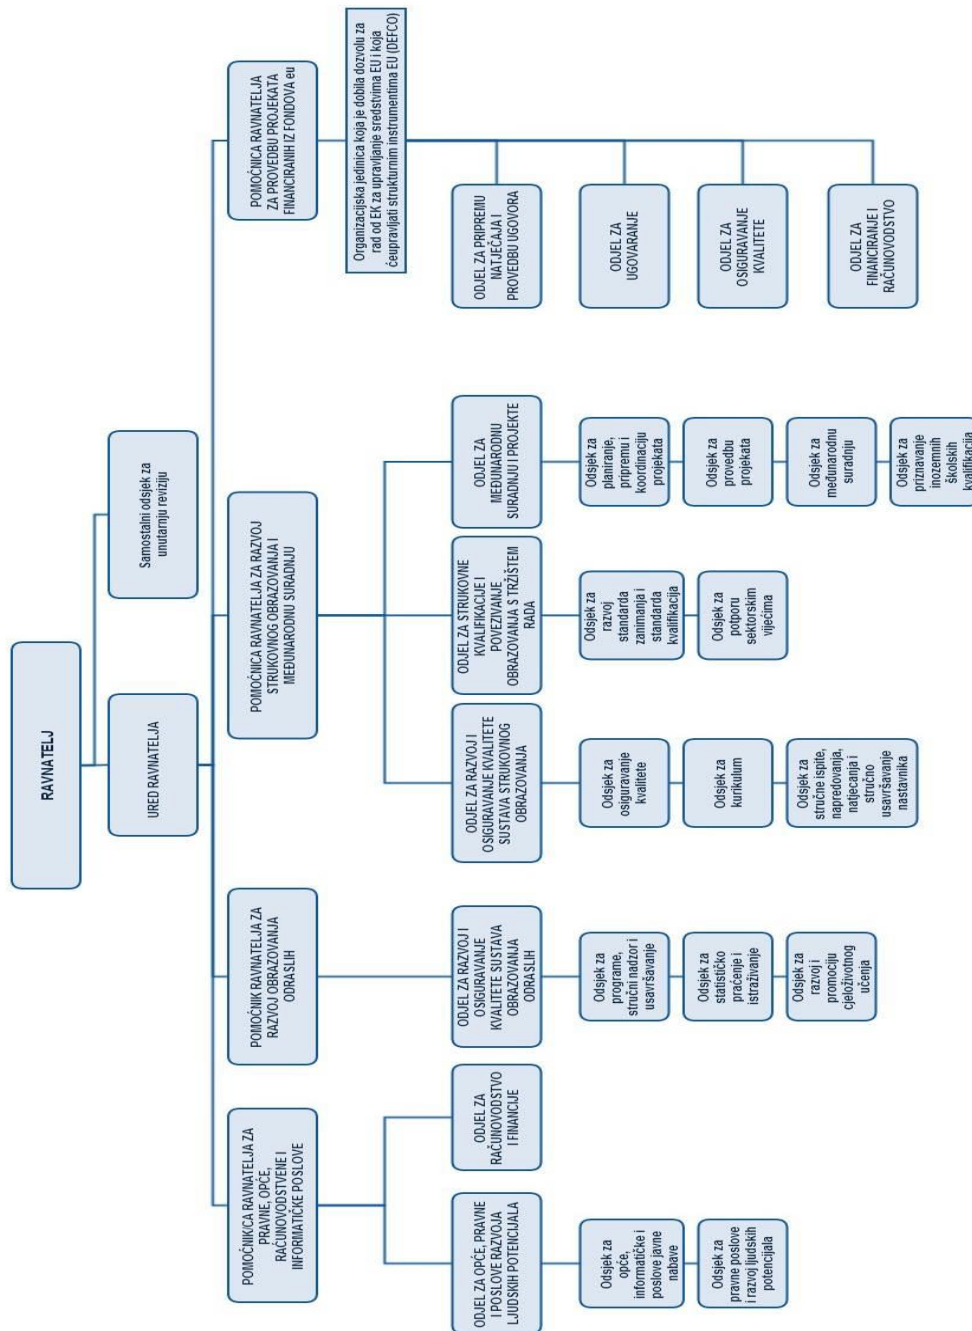 RAVNATELJ
URED RAVNATELJA
Samostalni odsjek za
unutarnju reviziju
POMOĆNIK/CA RAVNATELJA ZA
PRAVNE, OPĆE,
RAČUNOVODSTVENE I
INFORMATIČKE POSLOVE
POMOĆNIK RAVNATELJA ZA
RAZVOJ OBRAZOVANJA
ODRASLIH
POMOĆNICA RAVNATELJA ZA RAZVOJ
STRUKOVNOG OBRAZOVANJA I
MEĐUNARODNU SURADNJU
POMOĆNICA RAVNATELJA
ZA PROVEDBU PROJEKATA
FINANCIRANIH IZ FONDOVA eu
Organizacijska jedinica koja je dobila dozvolu za
rad od EK za upravljanje sredstvima EU i koja
ćeupravljati strukturnim instrumentima EU (DEFCO)
ODJEL ZA OPĆE, PRAVNE
I POSLOVE RAZVOJA
LJUDSKIH POTENCIJALA
ODJEL ZA
RAČUNOVODSTVO
I FINANCIJE
ODJEL ZA RAZVOJ I
OSIGURAVANJE
KVALITETE SUSTAVA
OBRAZOVANJA
ODRASLIH
ODJEL ZA RAZVOJ I
OSIGURAVANJE KVALITETE
SUSTAVA STRUKOVNOG
OBRAZOVANJA
ODJEL ZA STRUKOVNE
KVALIFIKACIJE I
POVEZIVANJE
OBRAZOVANJA S TRŽIŠTEM
RADA
ODJEL ZA
MEĐUNARODNU
SURADNJU I PROJEKTE
ODJEL ZA PRIPREMU
NATJEČAJA I
PROVEDBU UGOVORA
Odsjek za
opće,
informatičke i
poslove javne
nabave
Odsjek za
programe,
stručni nadzor i
usavršavanje
Odsjek za
osiguravanje
kvalitete
Odsjek za
razvoj
standarda
zanimanja i
standarda
kvalifikacija
Odsjek za
planiranje,
pripremu i
koordinaciju
projekata
ODJEL ZA
UGOVARANJE
Odsjek za
pravne poslove
i razvoj ljudskih
potencijala
Odsjek za
statističko
praćenje i
istraživanje
Odsjek za
kurikulum
Odsjek za
potporu
sektorskim
vijećima
Odsjek za
provedbu
projekata
ODJEL ZA
OSIGURAVANJE
KVALITETE
Odsjek za
razvoj i
promociju
cjeloživotnog
učenja
Odsjek za
stručne ispite,
napredovanja,
natjecanja i
stručno
usavršavanje
nastavnika
Odsjek za
međunarodnu
suradnju
ODJEL ZA
FINANCIRANJE I
RAČUNOVODSTVO
Odsjek za
priznavanje
inozemnih
školskih
kvalifikacija